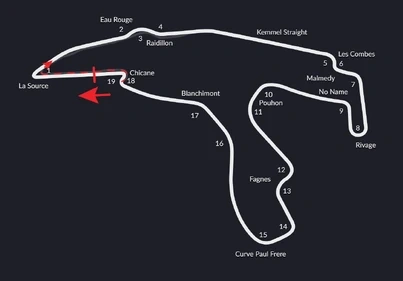 Eau Rouge
2
4
3
Raidillon
Kemmel Straight
Les Combes
5
6
1
La Source
Chicane
19
18
Malmedy
7
No Name
Blanchimont
10
Pouhon
9
17
11
8
Rivage
16
12
Fagnes
13
14
15
Curve Paul Frere